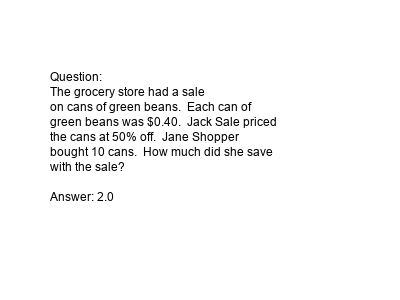 Question:
The grocery store had a sale
on cans of green beans.  Each can of
green beans was $0.40.  Jack Sale priced
the cans at 50% off.  Jane Shopper
bought 10 cans.  How much did she save
with the sale?

Answer: 2.0